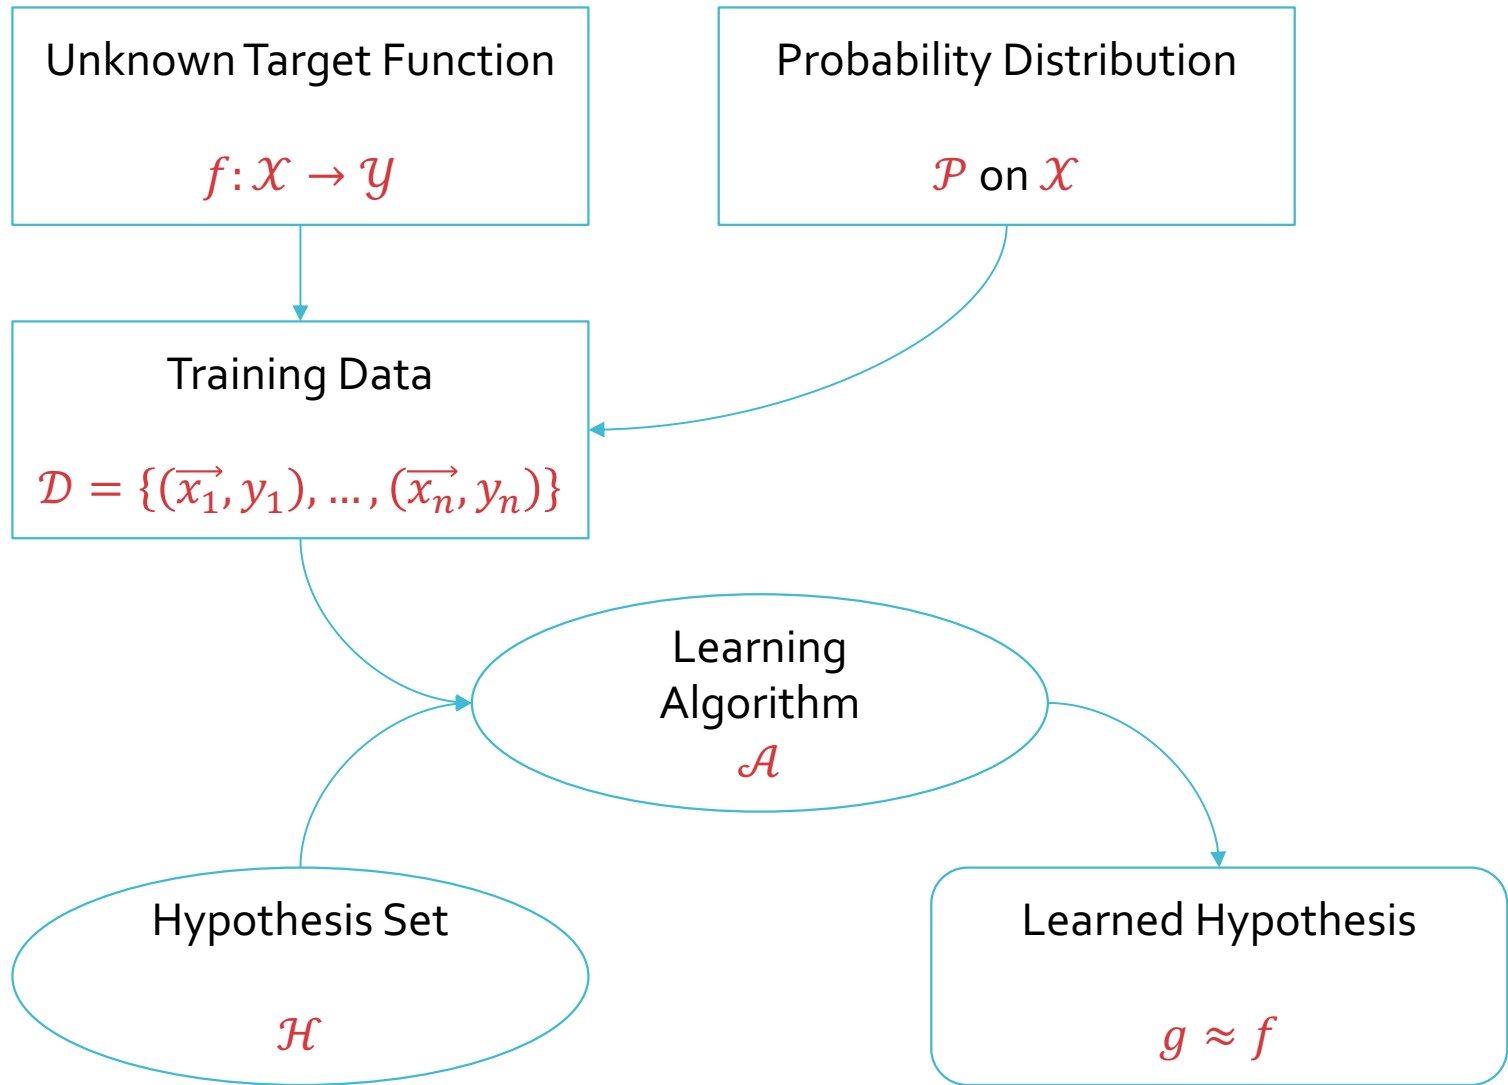 Unknown Target Function
f: 𝒳 → 𝒴
Probability Distribution
𝒫 on 𝒳
Training Data
𝒟 = {(x⃗₁, y₁), … , (x⃗ₙ, yₙ)}
Learning
Algorithm
𝒜
Hypothesis Set
ℋ
Learned Hypothesis
g ≈ f